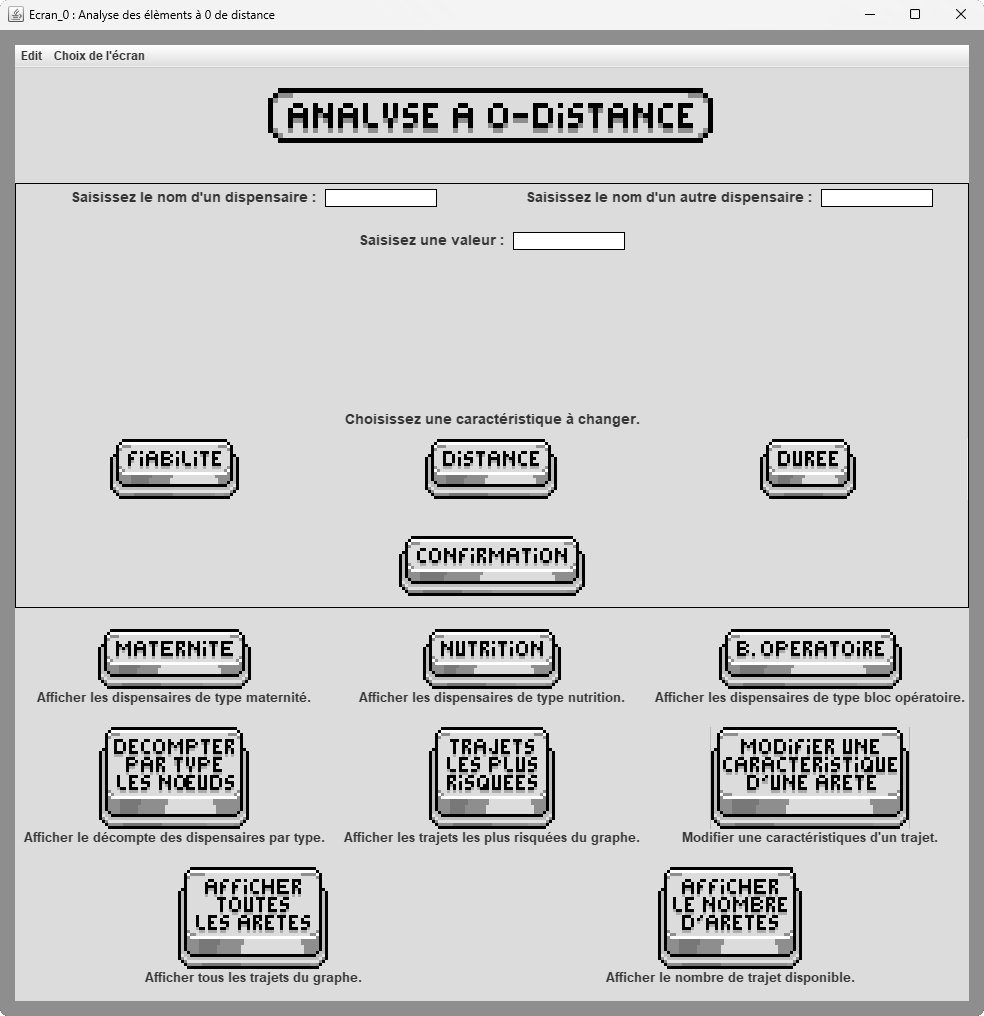 Ecran_0 : Analyse des élèments à 0 de distance
Edit Choix de l'écran
ANALYSE A 0-DiSTANCE
Saisissez le nom d'un dispensaire : Saisissez le nom d'un autre dispensaire :
Saisisez une valeur :
Choisissez une caractéristique à changer.
FiABiLiTE DiSTANCE DUREE
CONFiRMATiON
MATERNiTE NUTRiTiON B.OPERATOiRE
Afficher les dispensaires de type maternité. Afficher les dispensaires de type nutrition. Afficher les dispensaires de type bloc opératoire.
DECOMPTER
PAR TYPE
LES NŒUDS
TRAJETS
LES PLUS
RiSQUÉES
MODiFiER UNE
CARACTERiSTiQUE
D'UNE ARETE
Afficher le décompte des dispensaires par type. Afficher les trajets les plus risquées du graphe. Modifier une caractéristiques d'un trajet.
AFFiCHER
TOUTES
LES ARETES
AFFiCHER
LE NOMBRE
D'ARETES
Afficher tous les trajets du graphe. Afficher le nombre de trajet disponible.